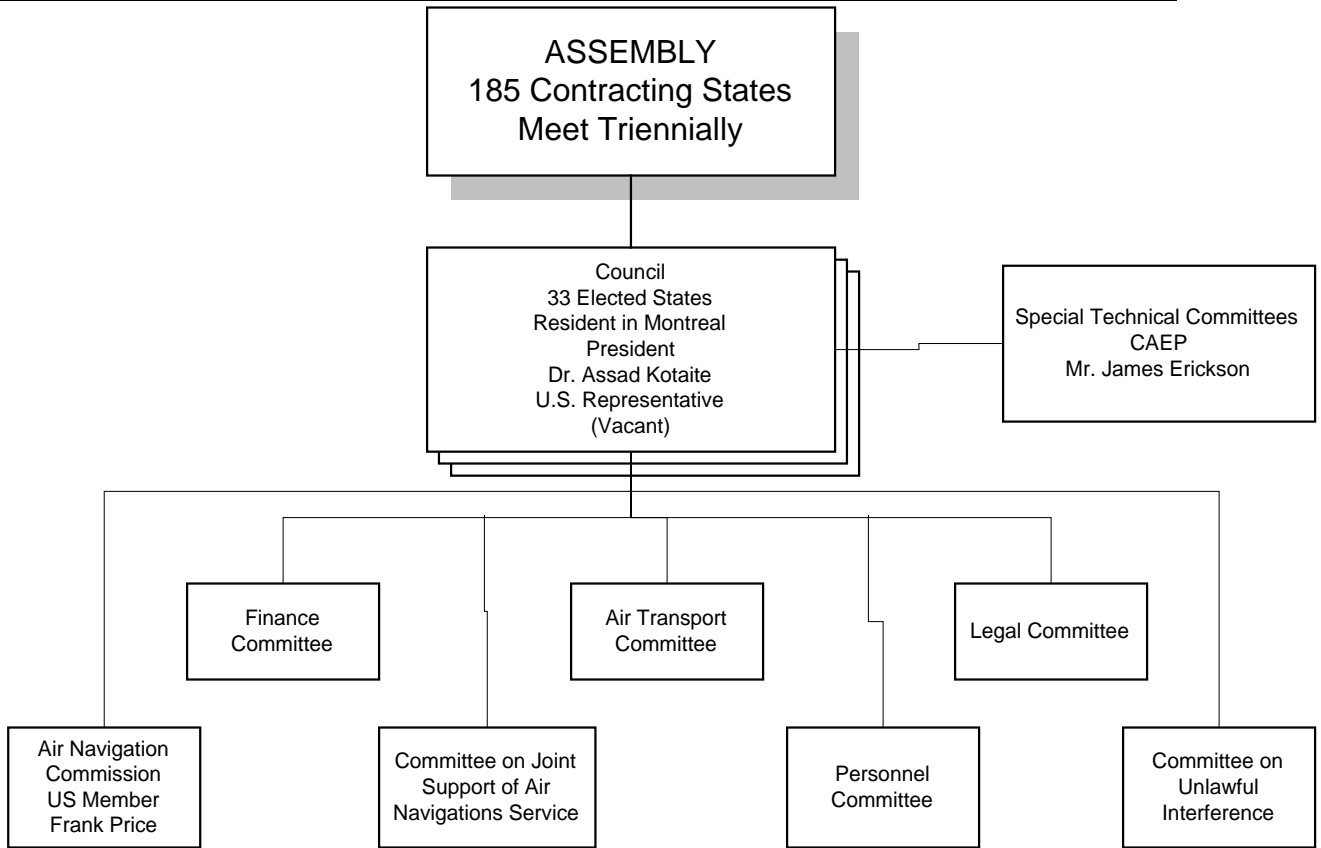 ASSEMBLY
185 Contracting States
Meet Triennially
Council
33 Elected States
Resident in Montreal
President
Dr. Assad Kotaite
U.S. Representative
(Vacant)
Special Technical Committees
CAEP
Mr. James Erickson
Finance
Committee
Air Transport
Committee
Legal Committee
Air Navigation
Commission
US Member
Frank Price
Committee on Joint
Support of Air
Navigations Service
Personnel
Committee
Committee on
Unlawful
Interference